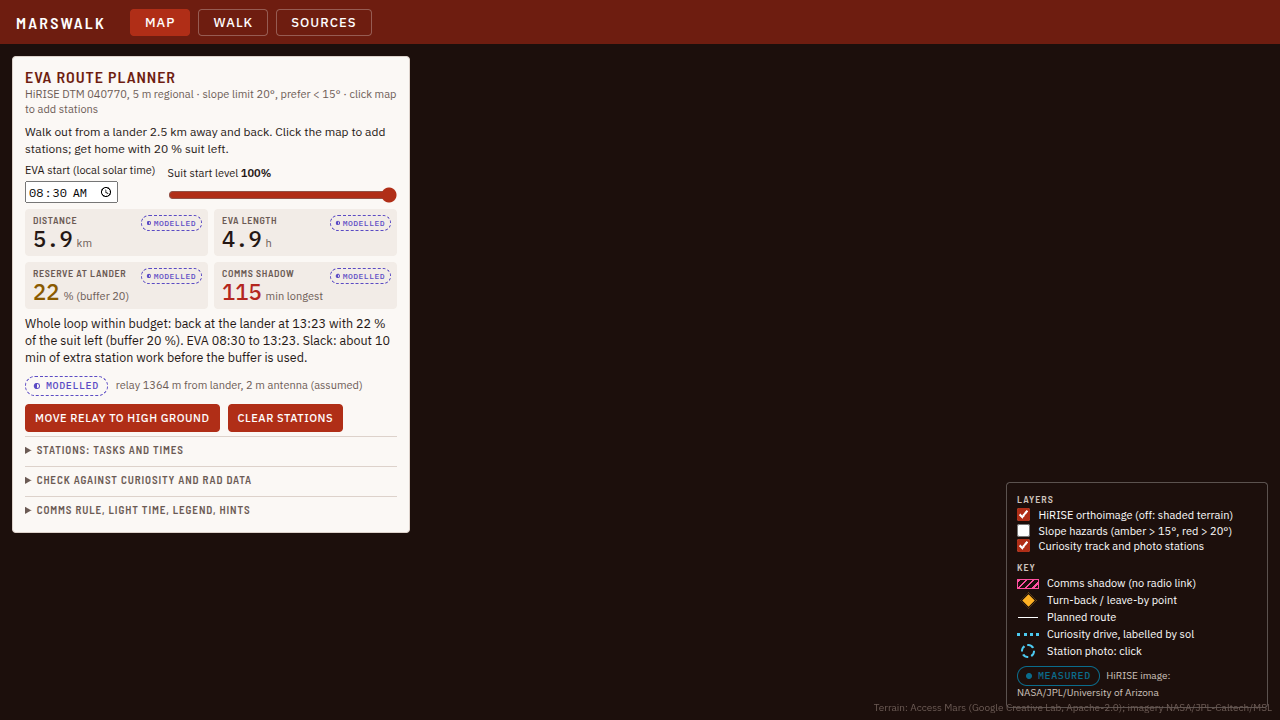 MARSWALK MAP WALK SOURCES
EVA ROUTE PLANNER
HiRISE DTM 040770, 5 m regional · slope limit 20°, prefer < 15° · click map
to add stations
Walk out from a lander 2.5 km away and back. Click the map to add
stations; get home with 20 % suit left.
EVA start (local solar time) Suit start level 100%
08:30 AM
DISTANCE MODELLED
5.9 km
EVA LENGTH MODELLED
4.9 h
RESERVE AT LANDER MODELLED
22 % (buffer 20)
COMMS SHADOW MODELLED
115 min longest
Whole loop within budget: back at the lander at 13:23 with 22 %
of the suit left (buffer 20 %). EVA 08:30 to 13:23. Slack: about 10
min of extra station work before the buffer is used.
MODELLED relay 1364 m from lander, 2 m antenna (assumed)
MOVE RELAY TO HIGH GROUND CLEAR STATIONS
STATIONS: TASKS AND TIMES
CHECK AGAINST CURIOSITY AND RAD DATA
COMMS RULE, LIGHT TIME, LEGEND, HINTS
LAYERS
HiRISE orthoimage (off: shaded terrain)
Slope hazards (amber > 15°, red > 20°)
Curiosity track and photo stations
KEY
Comms shadow (no radio link)
Turn-back / leave-by point
Planned route
Curiosity drive, labelled by sol
Station photo: click
MEASURED HiRISE image:
NASA/JPL/University of Arizona
Terrain: Access Mars (Google Creative Lab, Apache-2.0); imagery NASA/JPL-Caltech/MSL